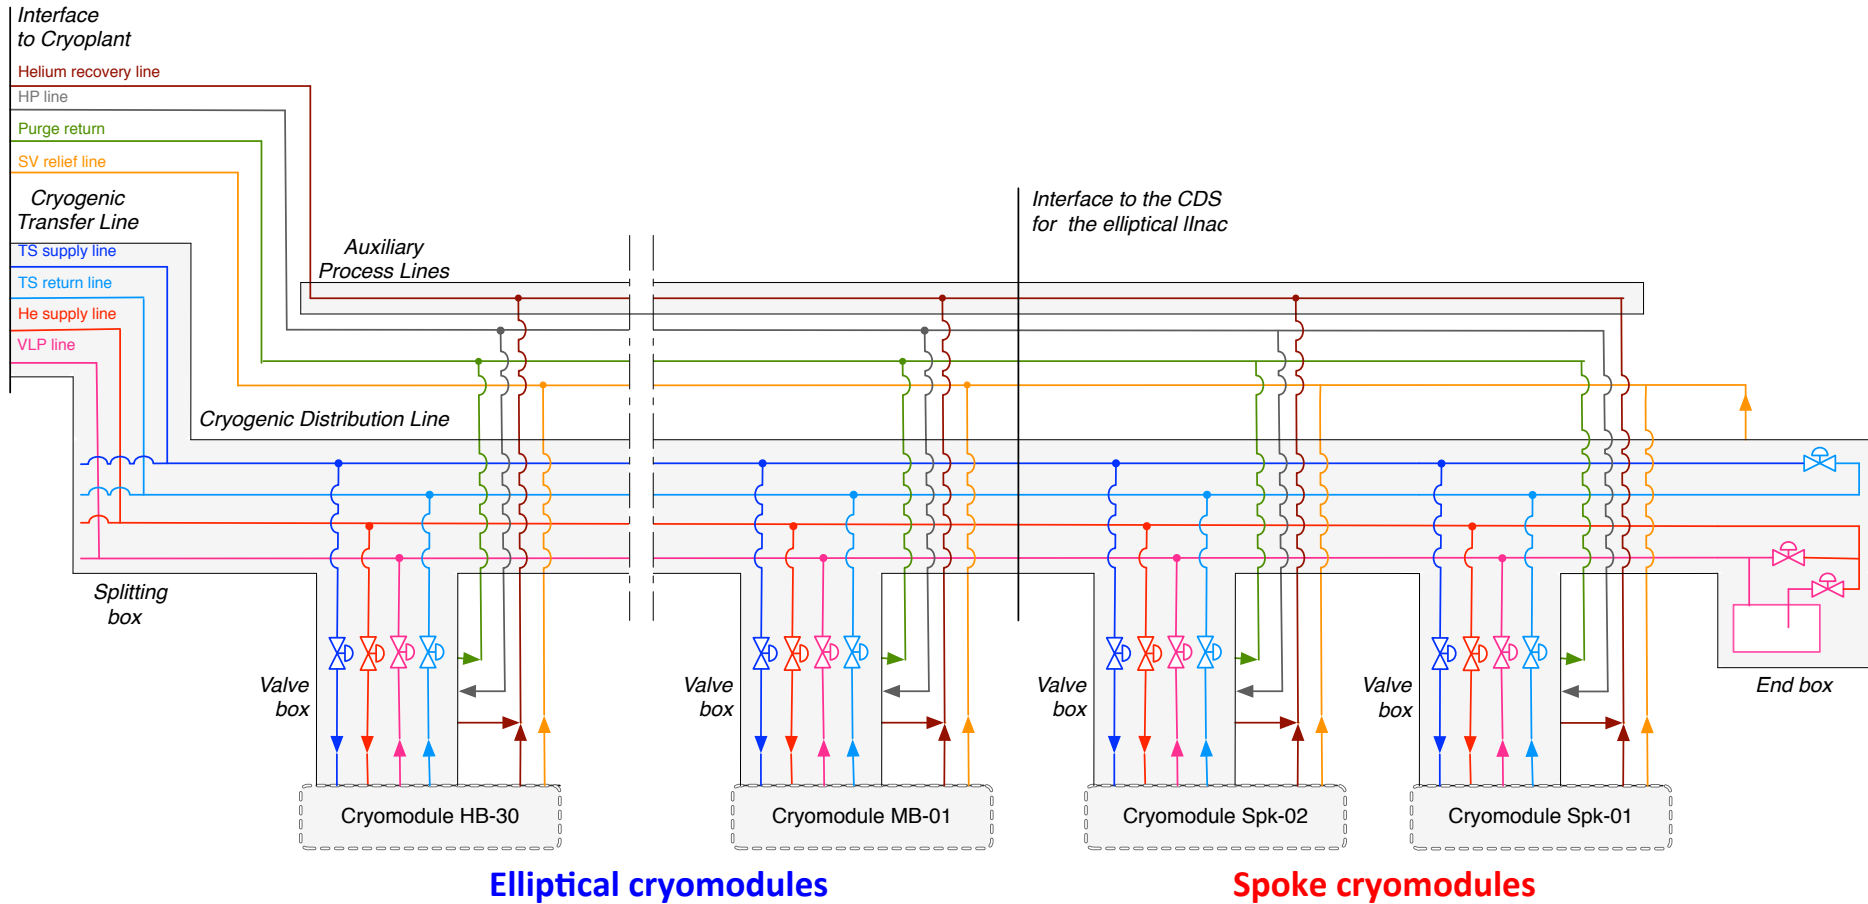 Interface
to Cryoplant
Helium recovery line
HP line
Purge return
SV relief line
Cryogenic
Transfer Line
TS supply line
TS return line
He supply line
VLP line
Auxiliary
Process Lines
Interface to the CDS
for the elliptical lInac
Cryogenic Distribution Line
Splitting
box
Valve
box
Valve
box
Valve
box
Valve
box
End box
Cryomodule HB-30
Cryomodule MB-01
Cryomodule Spk-02
Cryomodule Spk-01
Elliptical cryomodules
Spoke cryomodules